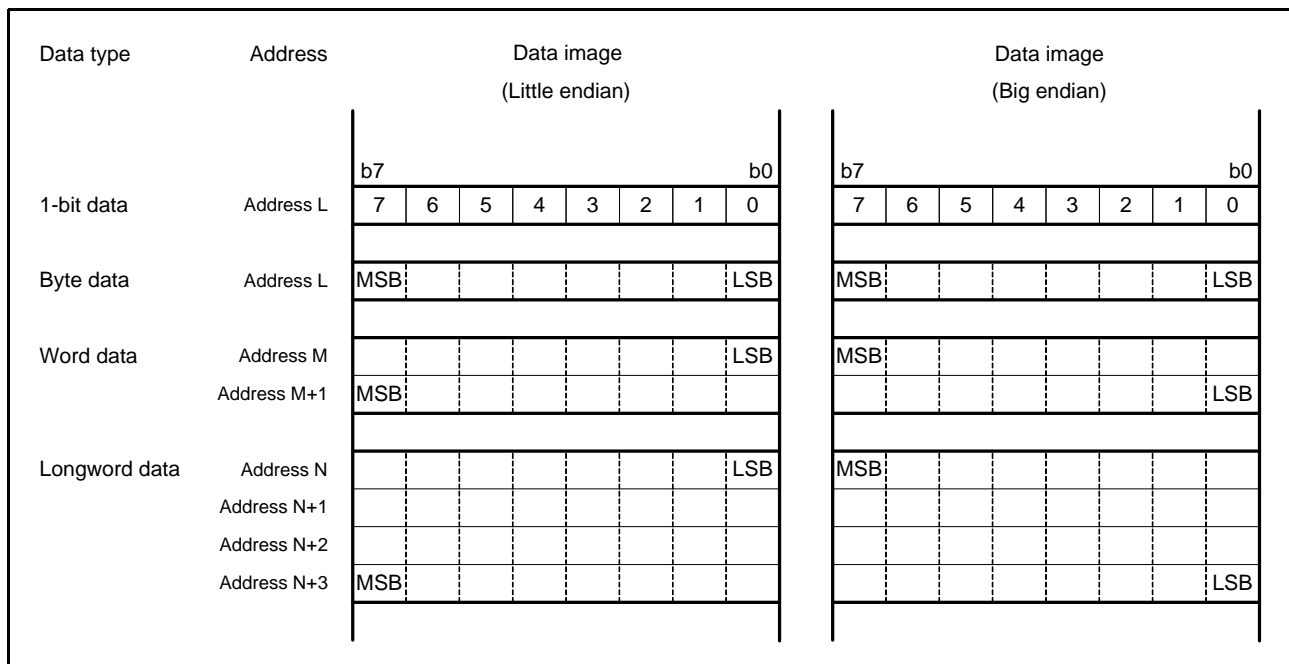 Data type Address Data image Data image
(Little endian) (Big endian)
b7 b0 b7 b0
1-bit data Address L 7 6 5 4 3 2 1 0 7 6 5 4 3 2 1 0
Byte data Address L MSB LSB MSB LSB
Word data Address M LSB MSB
Address M+1 MSB LSB
Longword data Address N LSB MSB
Address N+1
Address N+2
Address N+3 MSB LSB